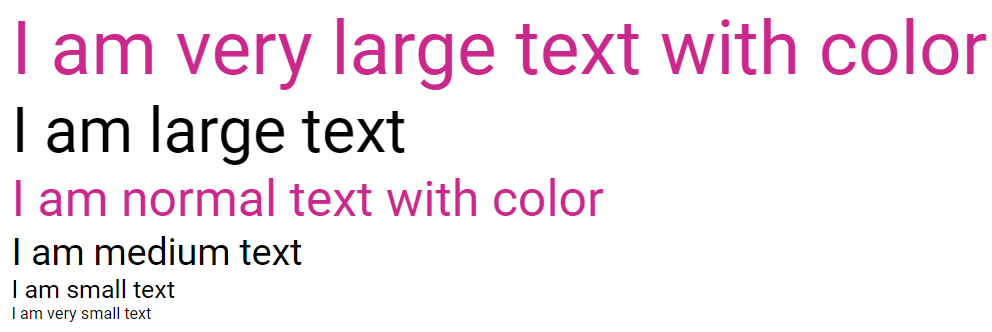 I am very large text with color
I am large text
I am normal text with color
I am medium text
I am small text
I am very small text